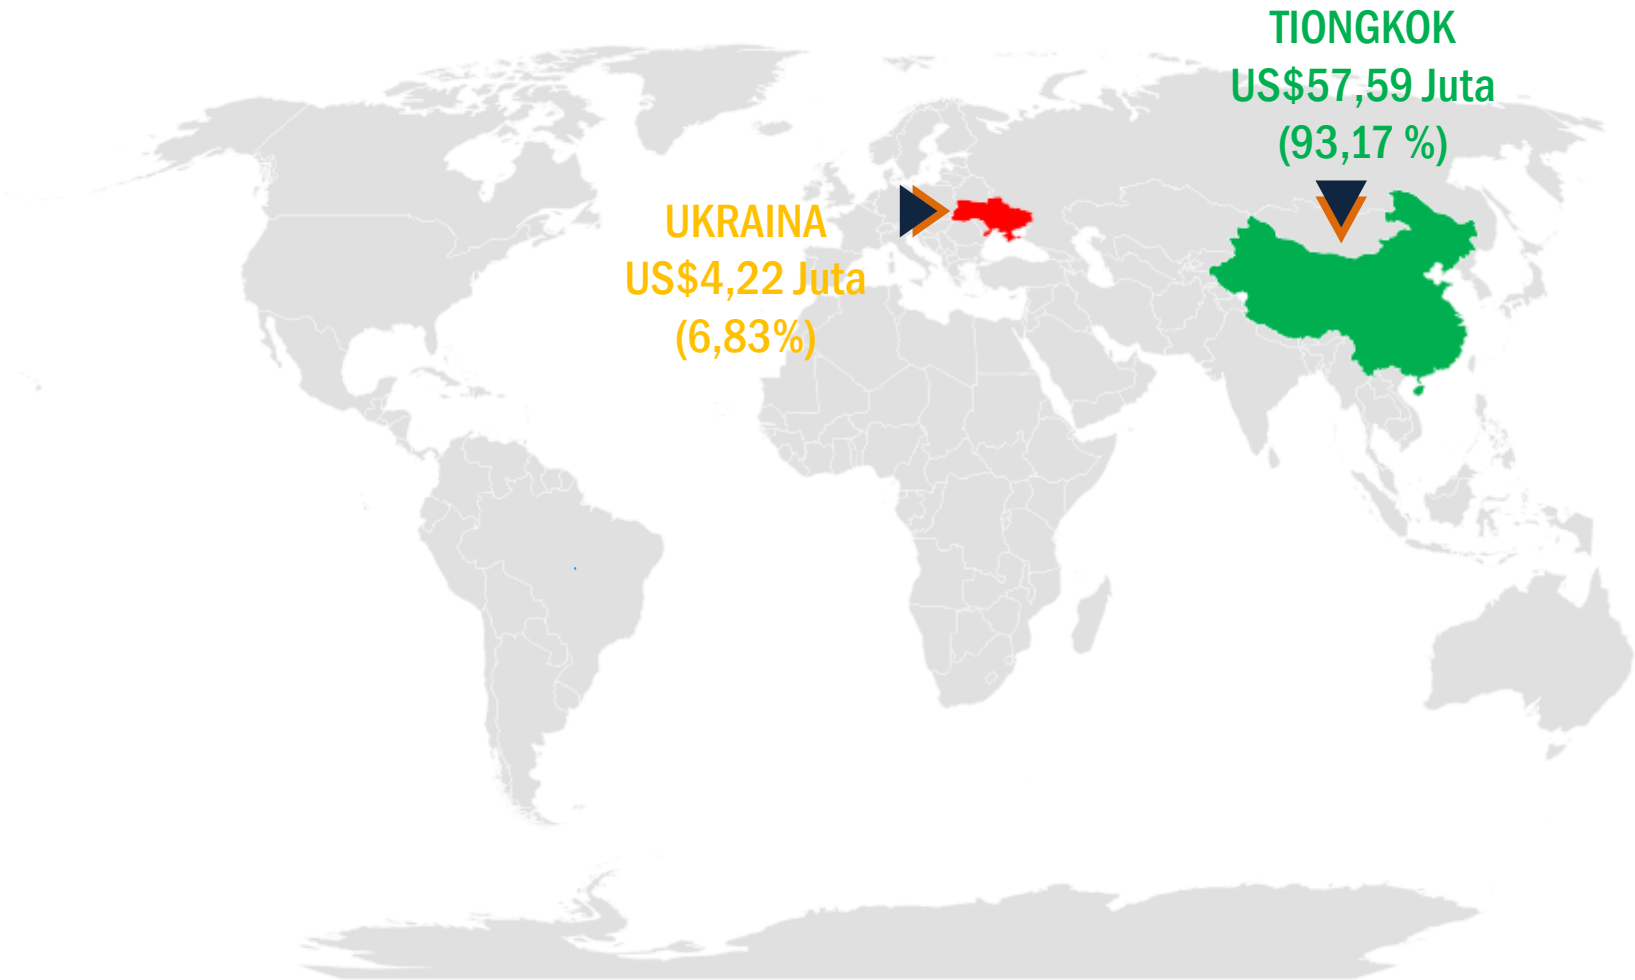 TIONGKOK
US$57,59 Juta
(93,17 %)
UKRAINA
US$4,22 Juta
(6,83%)